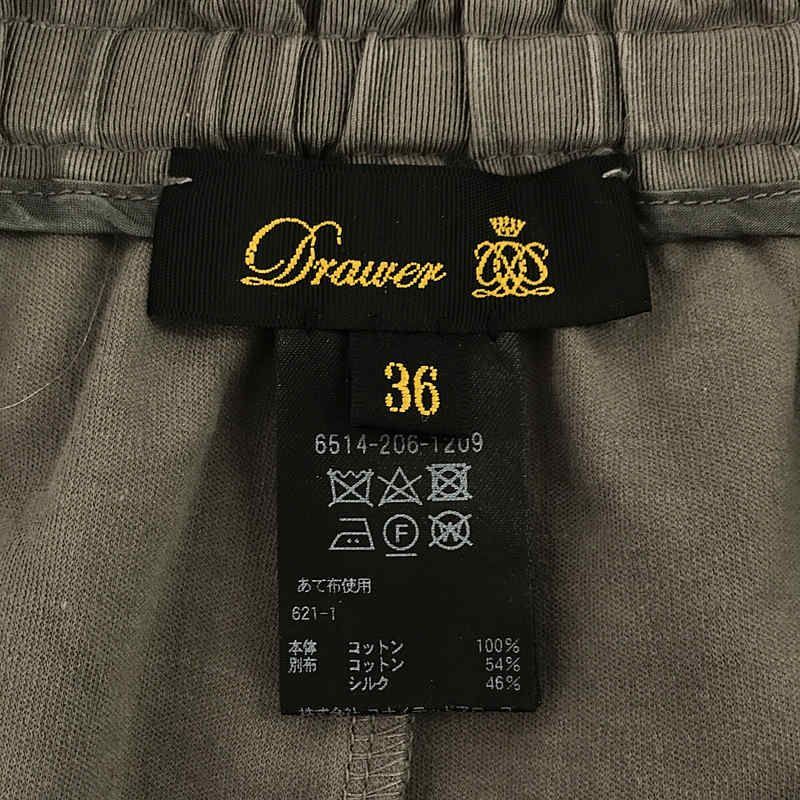 Drawer
36
6514-206-1209
F
W
あて布使用
621-1
本体 コットン 100%
別布 コットン 54%
シルク 46%